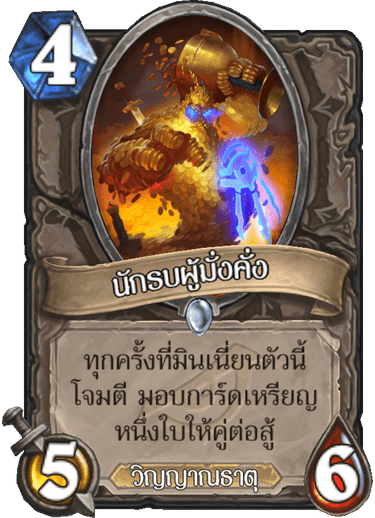 4
นักรบผู้มั่งคั่ง
ทุกครั้งที่มินเนี่ยนตัวนี้
โจมตี มอบการ์ดเหรียญ
หนึ่งใบให้คู่ต่อสู้
5
วิญญาณธาตุ
6